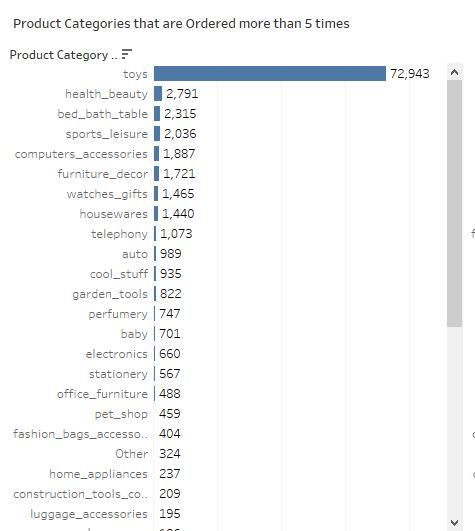 Product Categories that are Ordered more than 5 times
Product Category ..
toys 72,943
health_beauty 2,791
bed_bath_table 2,315
sports_leisure 2,036
computers_accessories 1,887
furniture_decor 1,721
watches_gifts 1,465
housewares 1,440
telephony 1,073
auto 989
cool_stuff 935
garden_tools 822
perfumery 747
baby 701
electronics 660
stationery 567
office_furniture 488
pet_shop 459
fashion_bags_accesso.. 404
Other 324
home_appliances 237
construction_tools_co.. 209
luggage_accessories 195